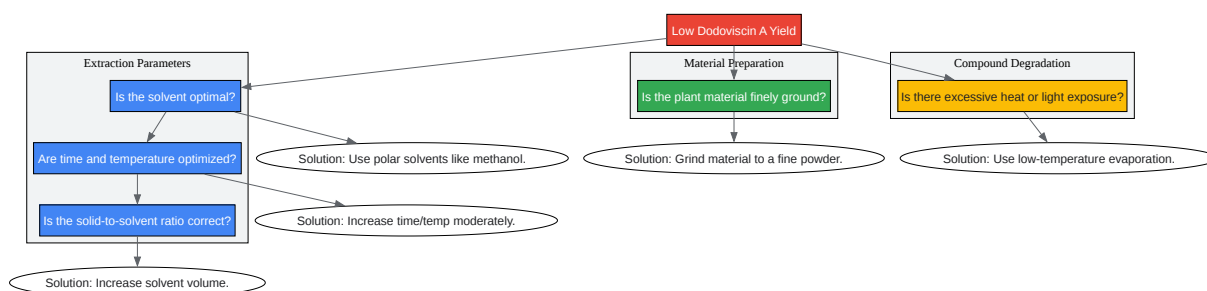 Low Dodoviscin A Yield
Extraction Parameters
Material Preparation
Compound Degradation
Is the solvent optimal?
Is the plant material finely ground?
Is there excessive heat or light exposure?
Are time and temperature optimized?
Solution: Use polar solvents like methanol.
Solution: Grind material to a fine powder.
Solution: Use low-temperature evaporation.
Is the solid-to-solvent ratio correct?
Solution: Increase time/temp moderately.
Solution: Increase solvent volume.